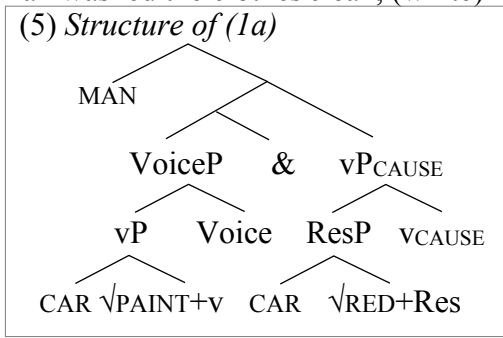 (5) Structure of (1a)
MAN
VoiceP & vPCAUSE
vP Voice ResP vCAUSE
CAR √PAINT+v CAR √RED+Res